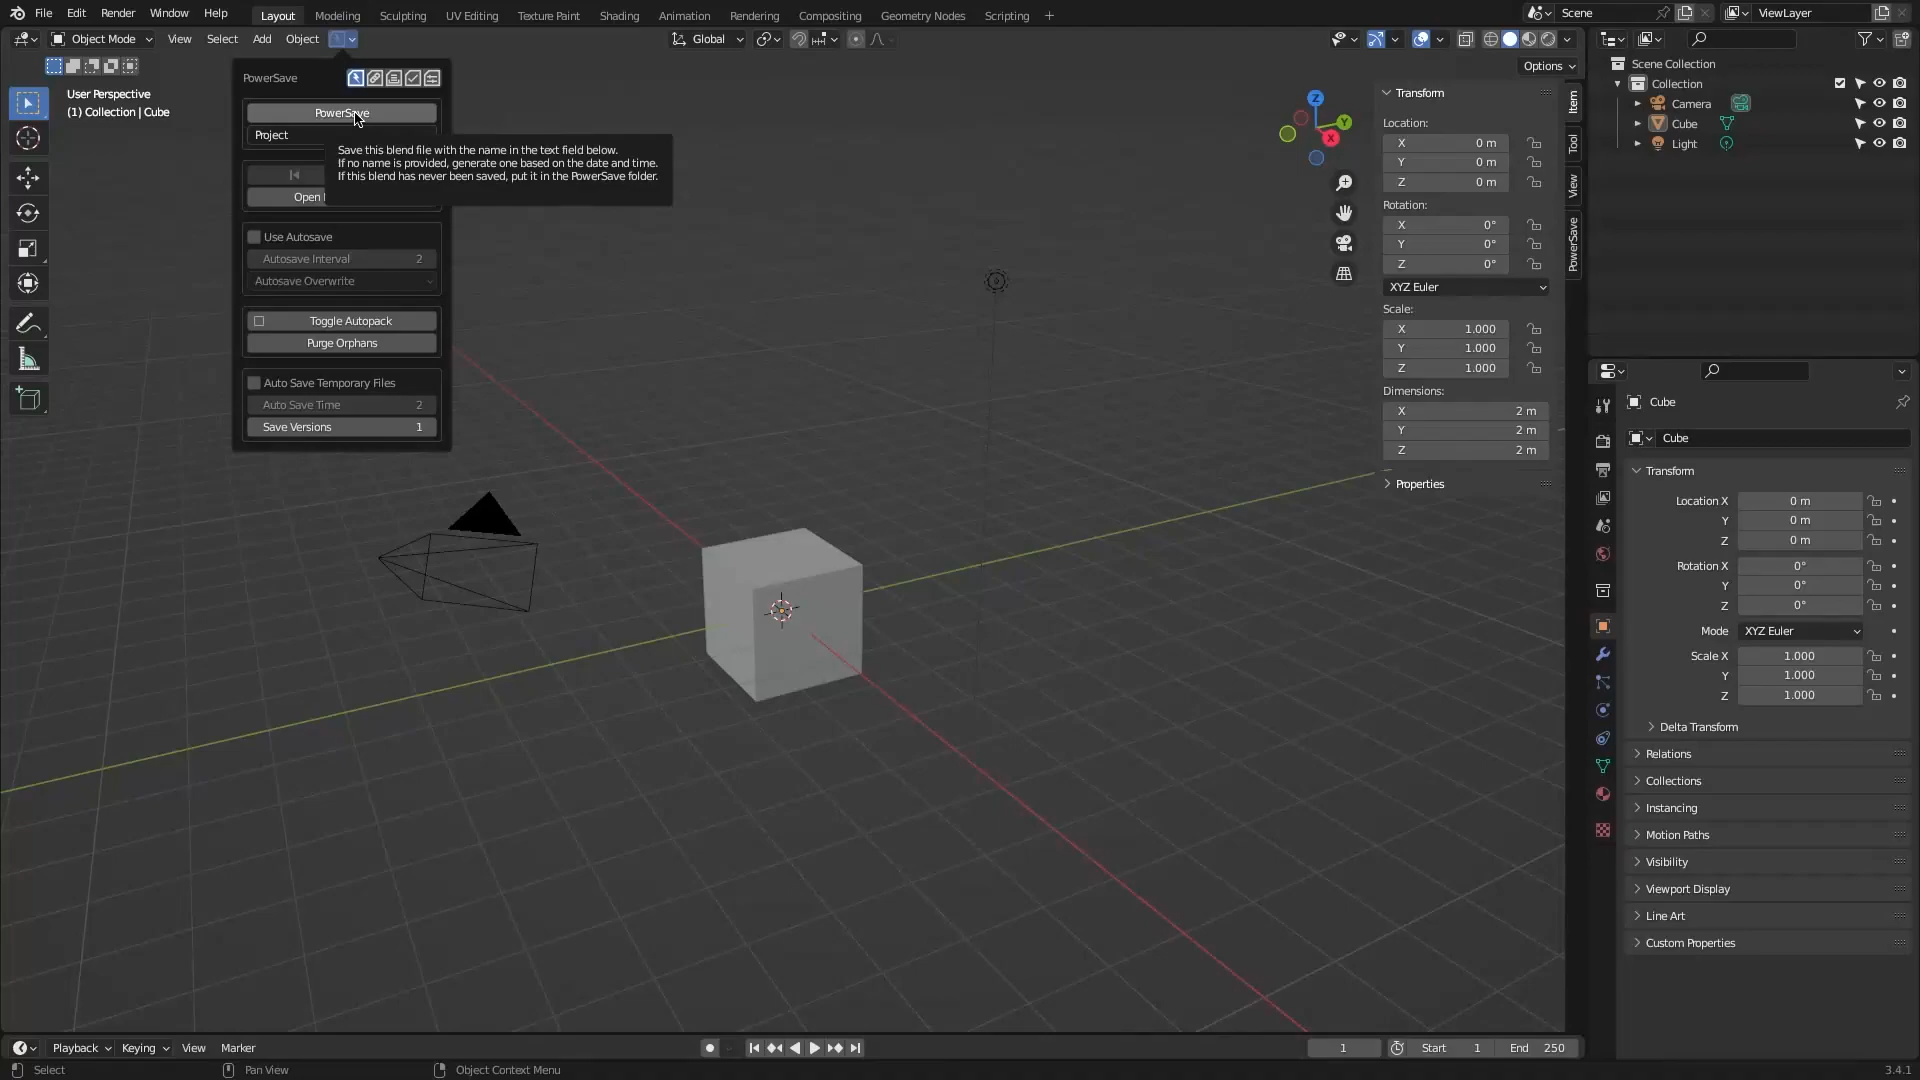 File Edit Render Window Help
Layout Modeling Sculpting UV Editing Texture Paint Shading Animation Rendering Compositing Geometry Nodes Scripting +
Scene
ViewLayer
Object Mode View Select Add Object
Global
Options
User Perspective
(1) Collection | Cube
PowerSave
PowerSave
Project
Save this blend file with the name in the text field below.
If no name is provided, generate one based on the date and time.
If this blend has never been saved, put it in the PowerSave folder.
Open
Use Autosave
Autosave Interval 2
Autosave Overwrite
Toggle Autopack
Purge Orphans
Auto Save Temporary Files
Auto Save Time 2
Save Versions 1
Z
Y
X
Transform
Location:
X 0 m
Y 0 m
Z 0 m
Rotation:
X 0°
Y 0°
Z 0°
XYZ Euler
Scale:
X 1.000
Y 1.000
Z 1.000
Dimensions:
X 2 m
Y 2 m
Z 2 m
Properties
Item
Tool
View
PowerSave
Scene Collection
Collection
Camera
Cube
Light
Cube
Cube
Transform
Location X 0 m
Y 0 m
Z 0 m
Rotation X 0°
Y 0°
Z 0°
Mode XYZ Euler
Scale X 1.000
Y 1.000
Z 1.000
Delta Transform
Relations
Collections
Instancing
Motion Paths
Visibility
Viewport Display
Line Art
Custom Properties
Playback Keying View Marker
1
Start 1
End 250
Select
Pan View
Object Context Menu
3.4.1